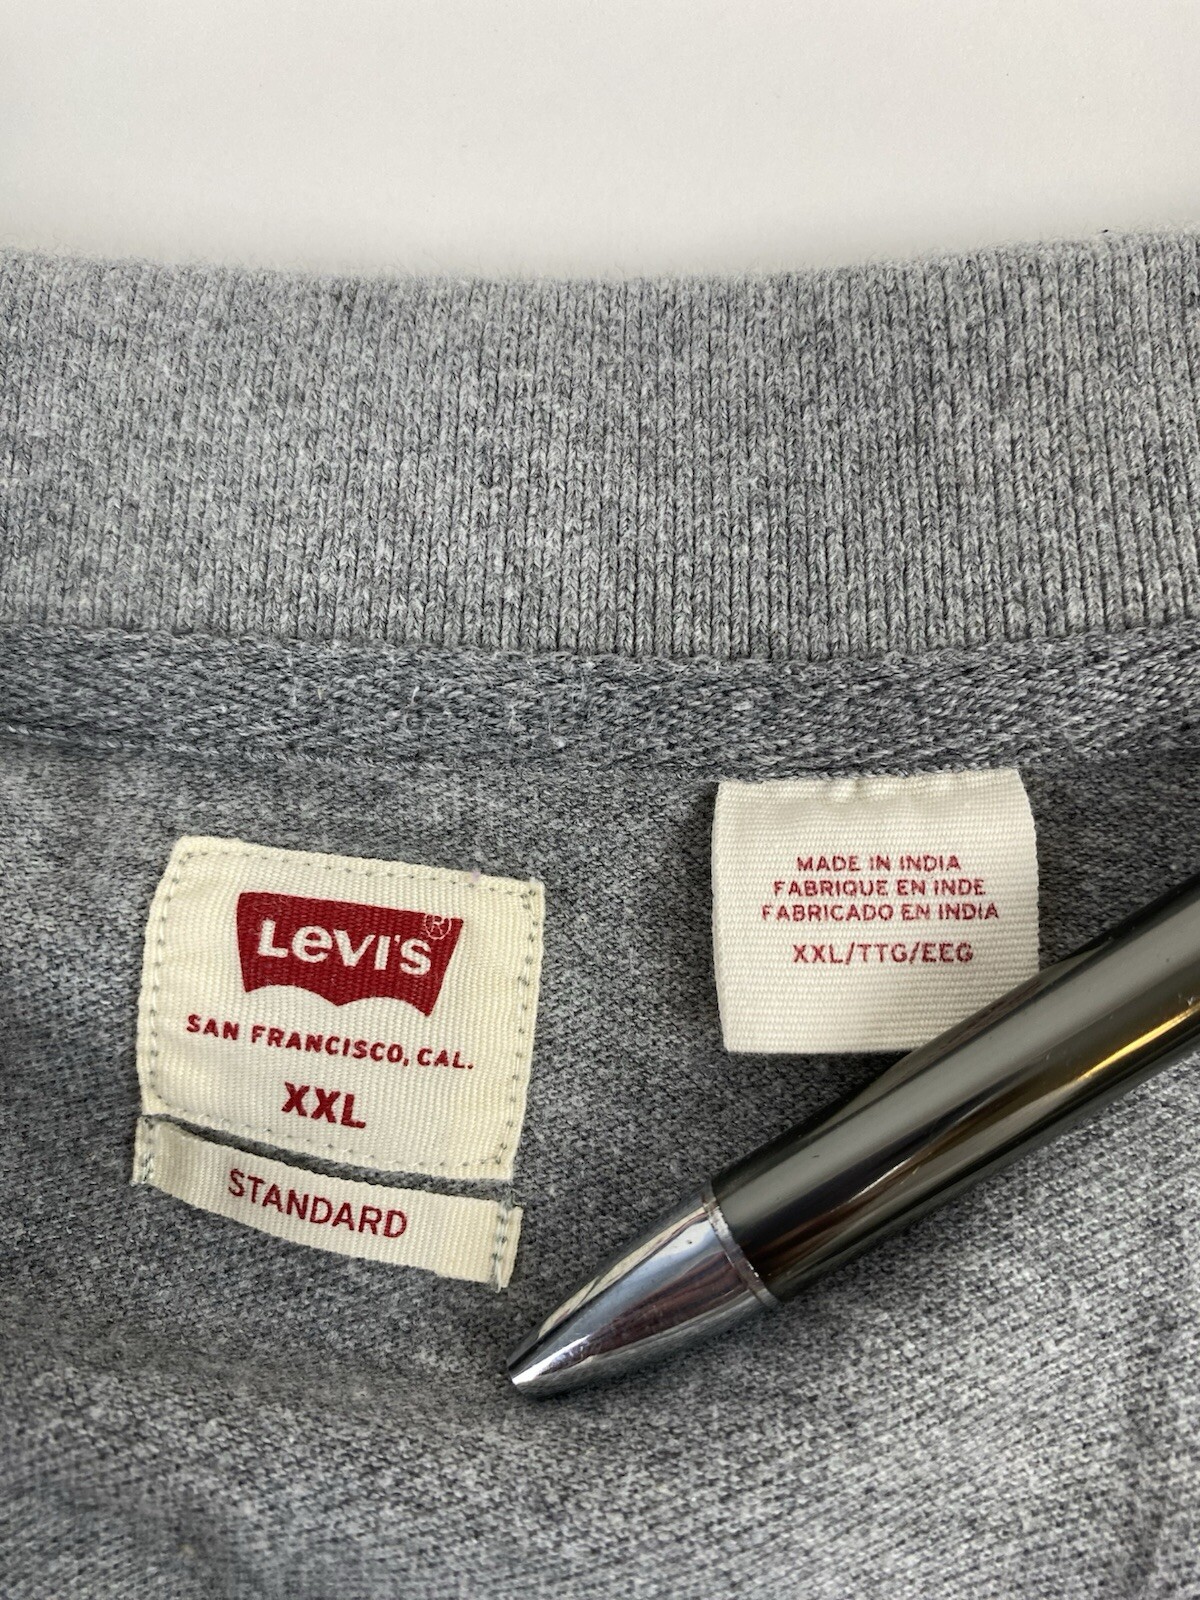 Levi's®
SAN FRANCISCO, CAL.
XXL
STANDARD
MADE IN INDIA
FABRIQUE EN INDE
FABRICADO EN INDIA
XXL/TTG/EEG